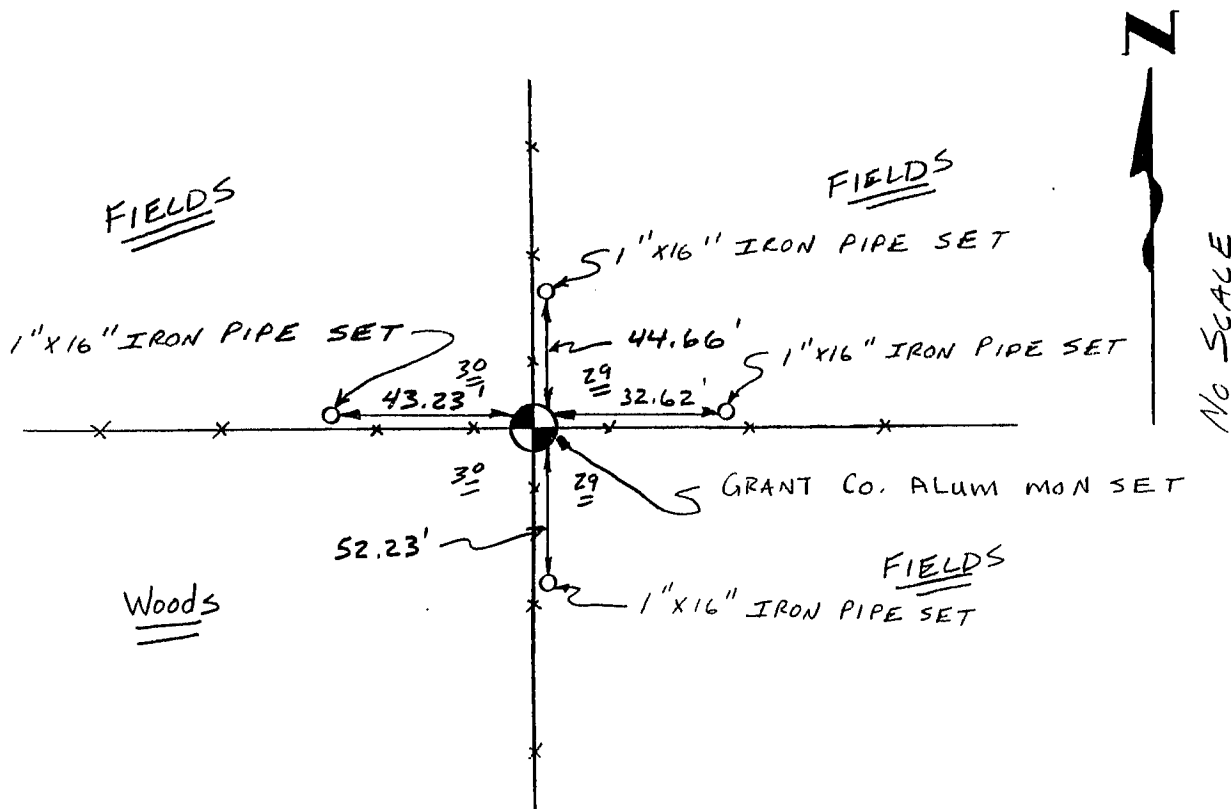 N
FIELDS
FIELDS
1"X16" IRON PIPE SET
1"X16" IRON PIPE SET
44.66'
1"X16" IRON PIPE SET
No SCALE
30
29
43.23'
32.62'
30
29
GRANT CO. ALUM MON SET
52.23'
FIELDS
Woods
1"X16" IRON PIPE SET